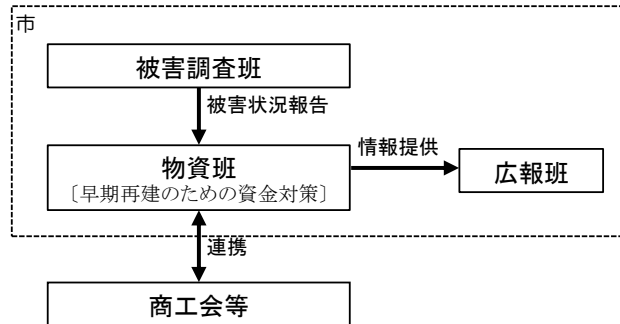 市
被害調査班
被害状況報告
物資班
〔早期再建のための資金対策〕
情報提供
広報班
連携
商工会等